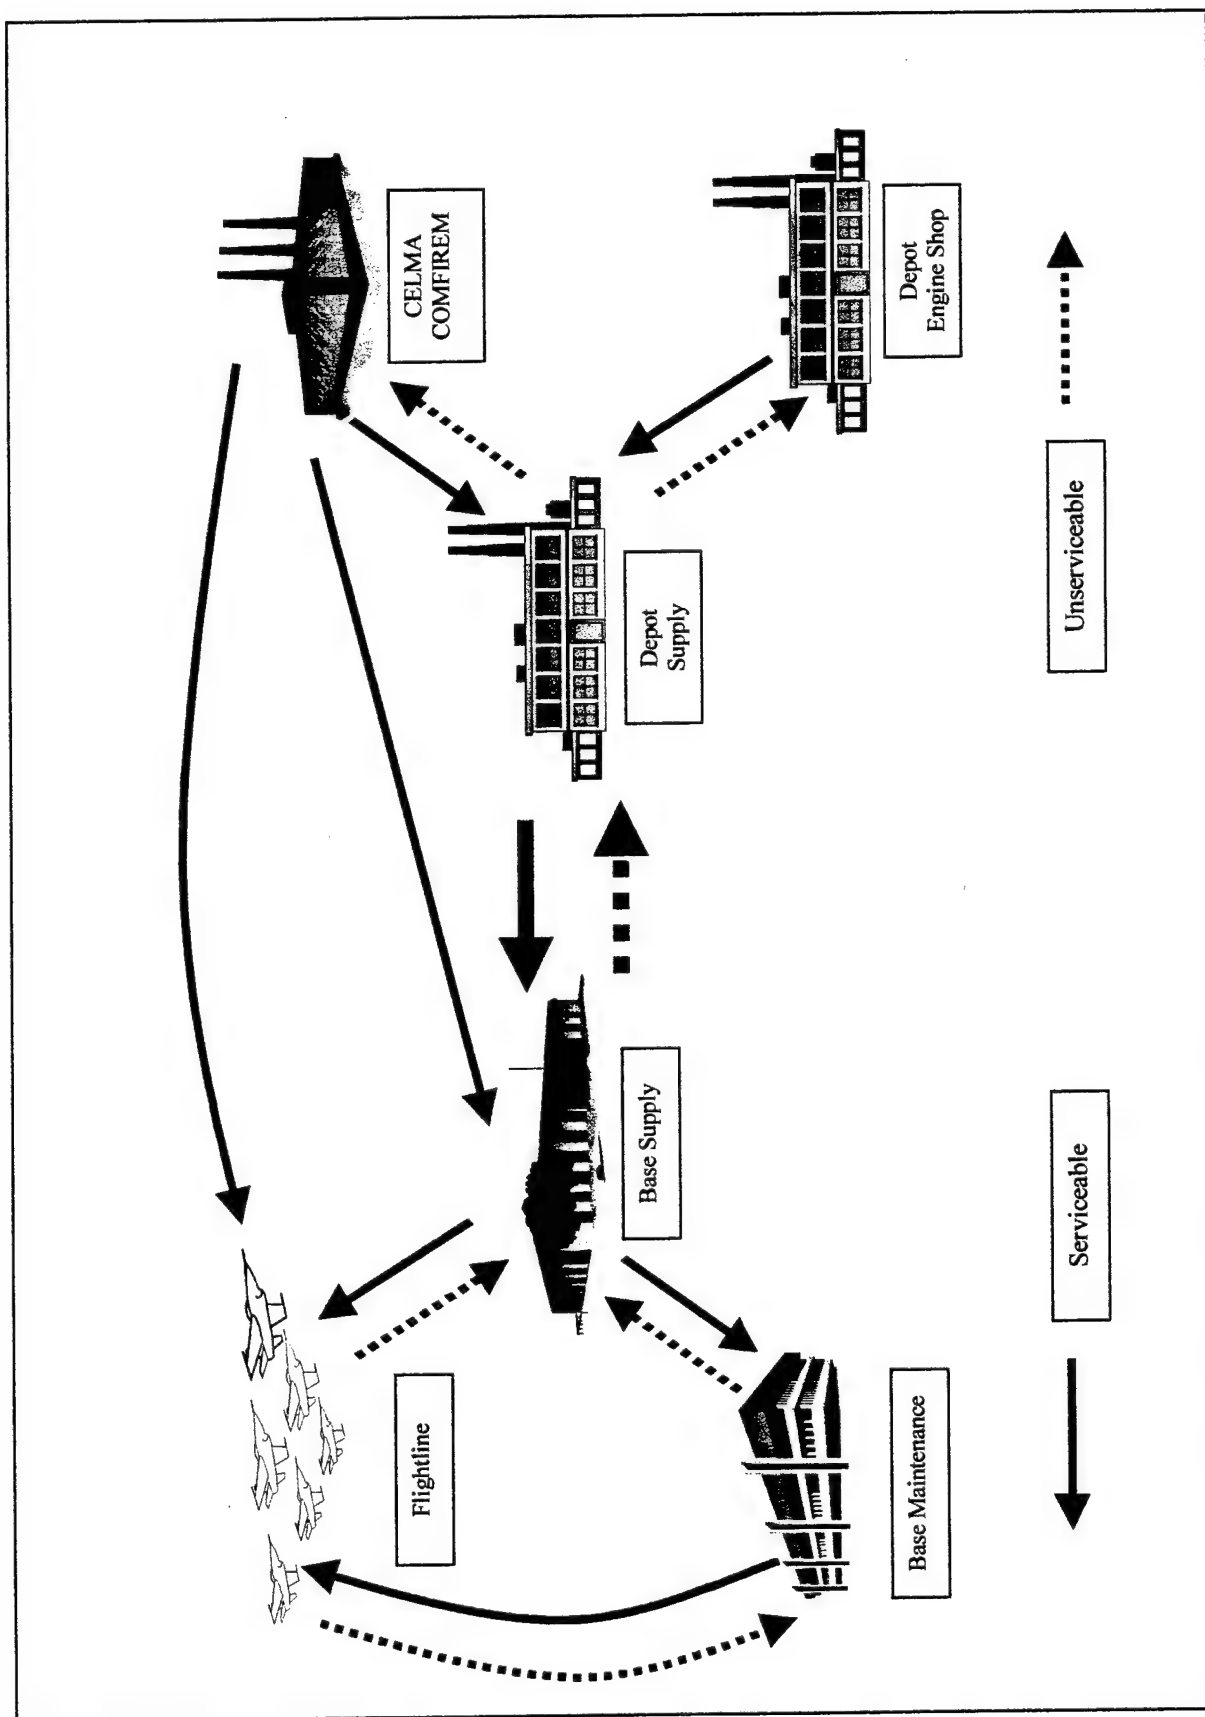 CELMA
COMFIREM
Depot
Engine Shop
Depot
Supply
Base Supply
Flightline
Base Maintenance
Serviceable
Unserviceable